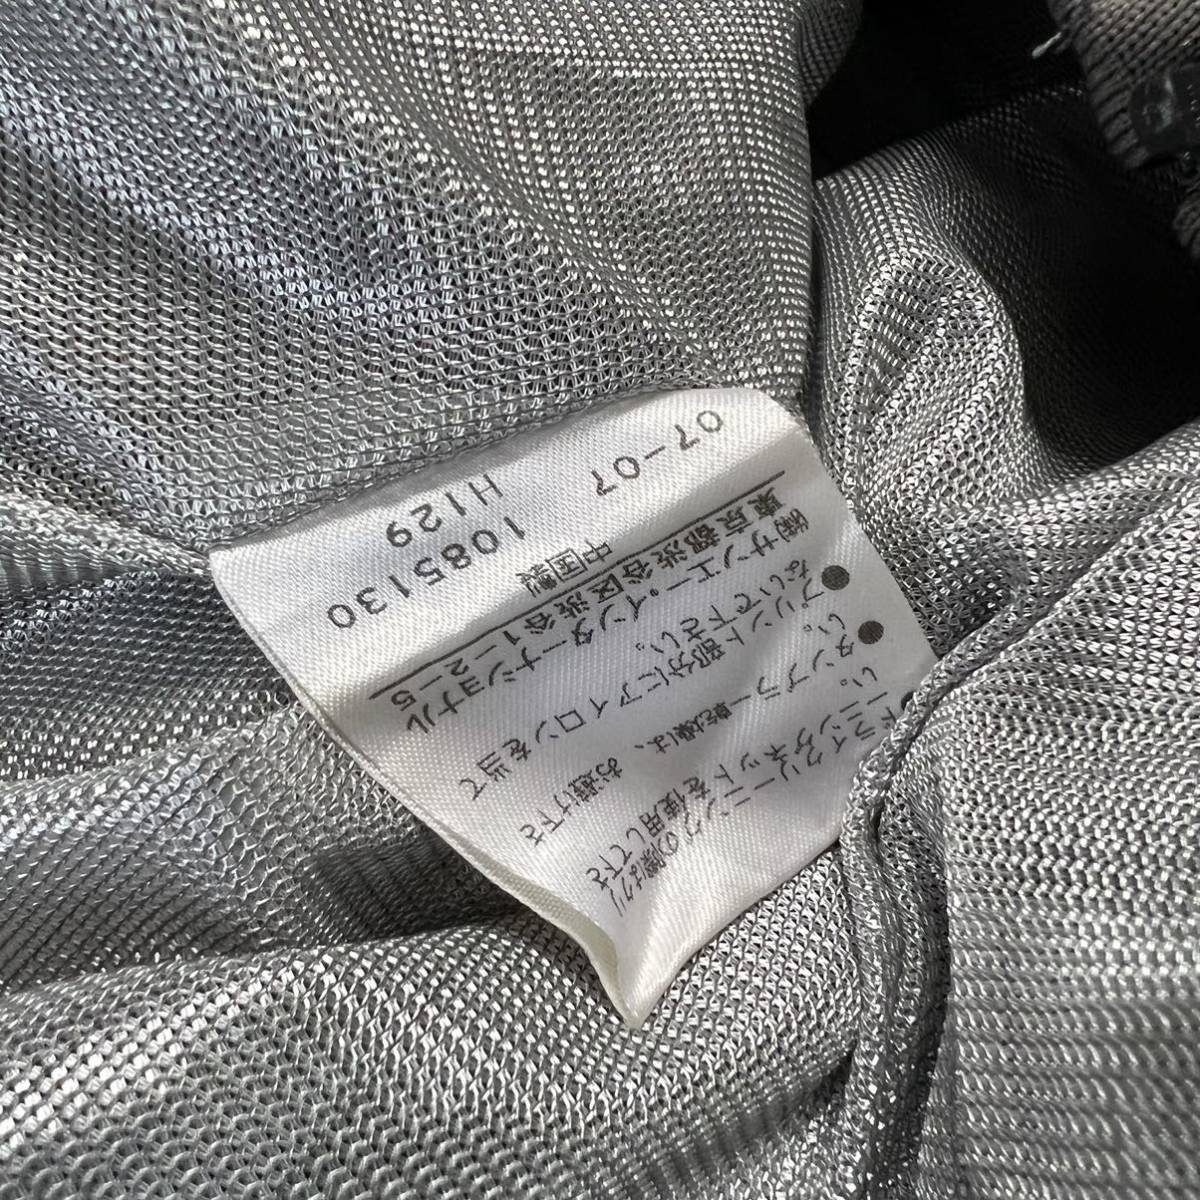 ●ドライクリーニングの際はクリ
ーニングネットを使用して下さ
い。
●タンブラー乾燥は、お避け下さ
い。
●プリント部分にアイロンを当て
ないで下さい。
㈱サンエー・インターナショナル
東京都渋谷区渋谷1-2-5
中国製
1085130
H129
07-07